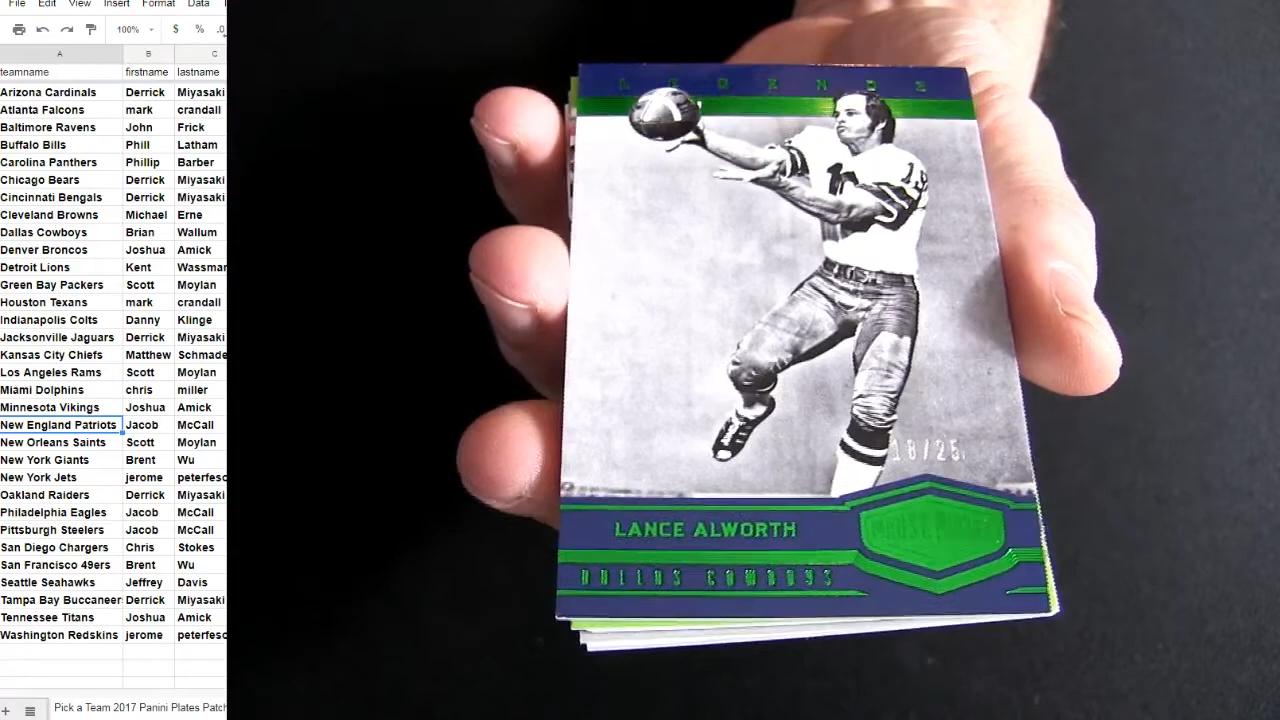 File Edit View Insert Format Data
100% $ % .0
A B C
teamname firstname lastname
Arizona Cardinals Derrick Miyasaki
Atlanta Falcons mark crandall
Baltimore Ravens John Frick
Buffalo Bills Phill Latham
Carolina Panthers Phillip Barber
Chicago Bears Derrick Miyasaki
Cincinnati Bengals Derrick Miyasaki
Cleveland Browns Michael Erne
Dallas Cowboys Brian Wallum
Denver Broncos Joshua Amick
Detroit Lions Kent Wassman
Green Bay Packers Scott Moylan
Houston Texans mark crandall
Indianapolis Colts Danny Klinge
Jacksonville Jaguars Derrick Miyasaki
Kansas City Chiefs Matthew Schmade
Los Angeles Rams Scott Moylan
Miami Dolphins chris miller
Minnesota Vikings Joshua Amick
New England Patriots Jacob McCall
New Orleans Saints Scott Moylan
New York Giants Brent Wu
New York Jets jerome peterfeso
Oakland Raiders Derrick Miyasaki
Philadelphia Eagles Jacob McCall
Pittsburgh Steelers Jacob McCall
San Diego Chargers Chris Stokes
San Francisco 49ers Brent Wu
Seattle Seahawks Jeffrey Davis
Tampa Bay Buccaneer Derrick Miyasaki
Tennessee Titans Joshua Amick
Washington Redskins jerome peterfeso
Pick a Team 2017 Panini Plates Patch
LEGENDS
19
18/25
LANCE ALWORTH
DALLAS COWBOYS